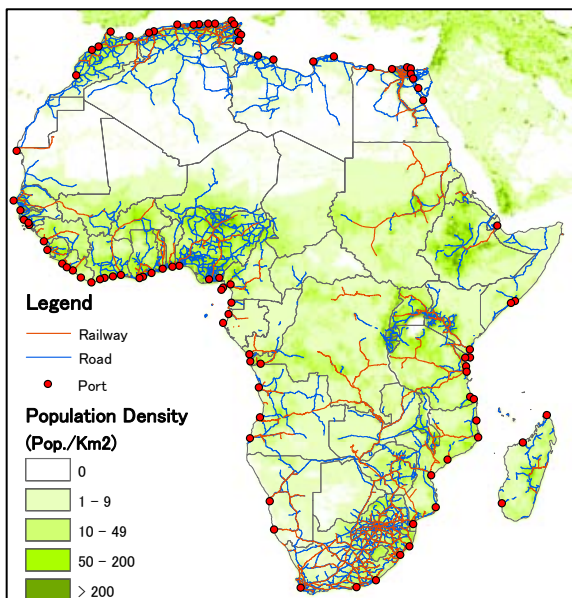 Legend
Railway
Road
Port
Population Density
(Pop./Km2)
0
1 - 9
10 - 49
50 - 200
> 200